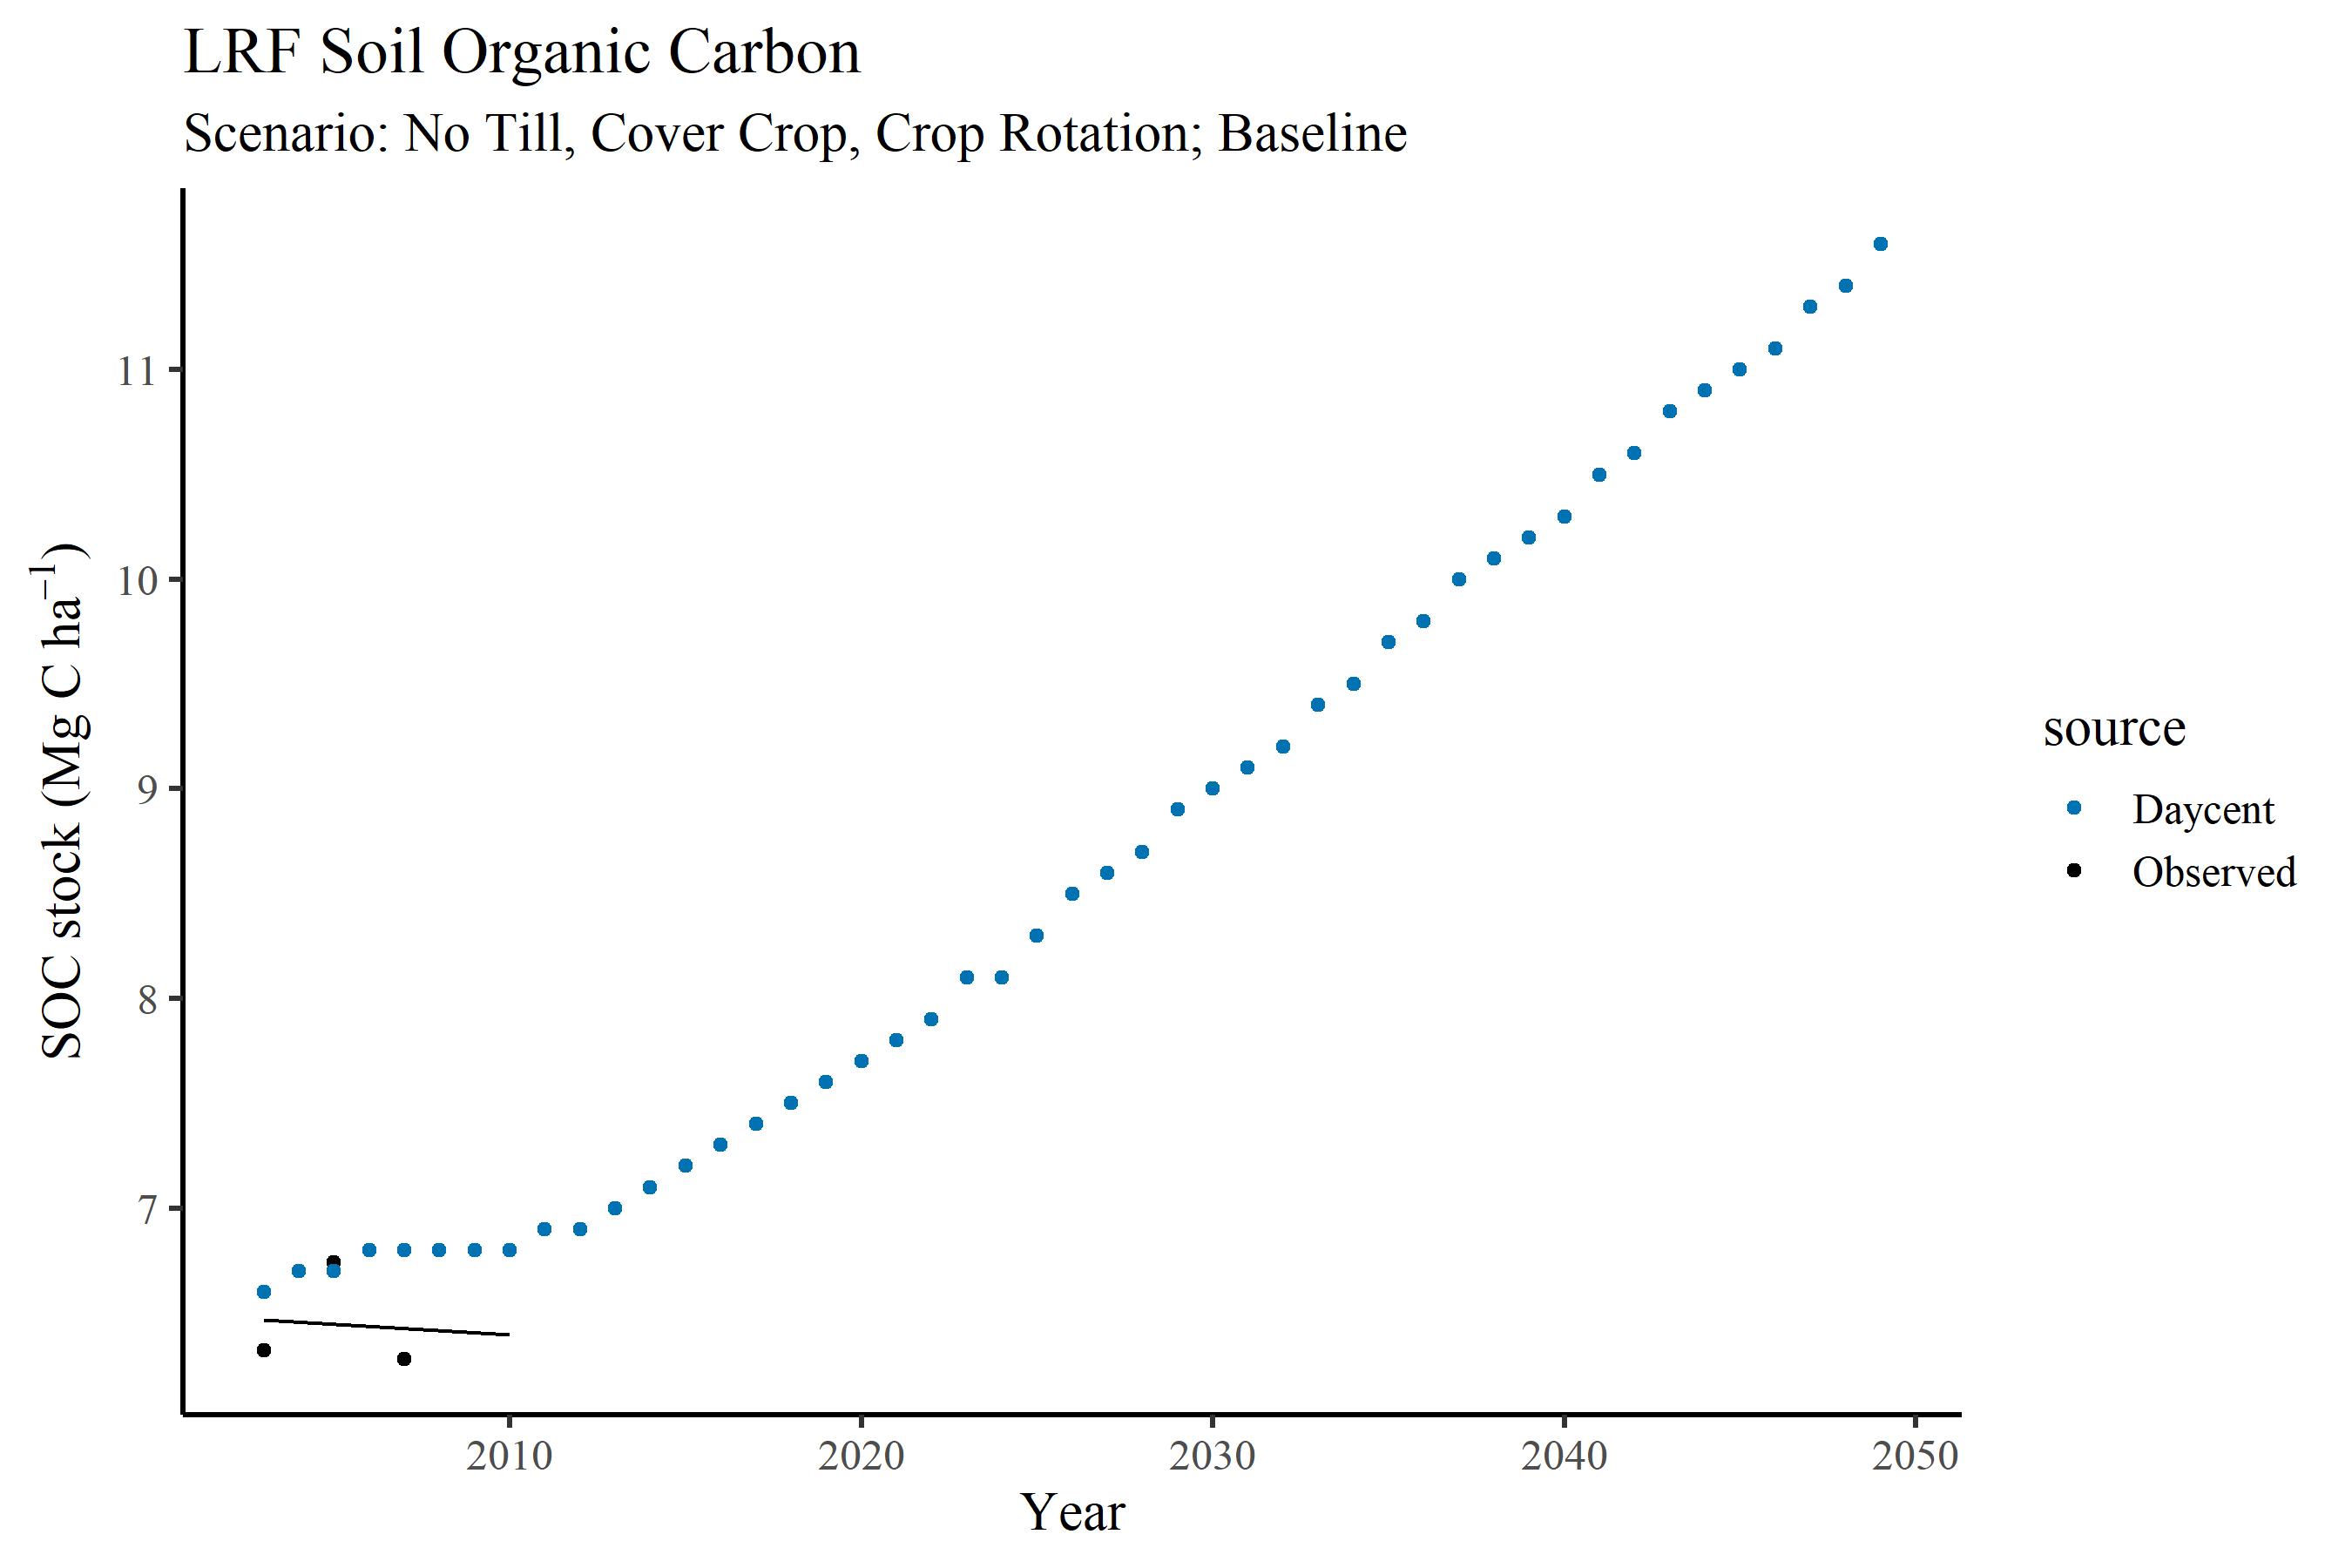 LRF Soil Organic Carbon
Scenario: No Till, Cover Crop, Crop Rotation; Baseline
SOC stock (Mg C ha⁻¹)
11
10
9
8
7
2010 2020 2030 2040 2050
Year
source
Daycent
Observed